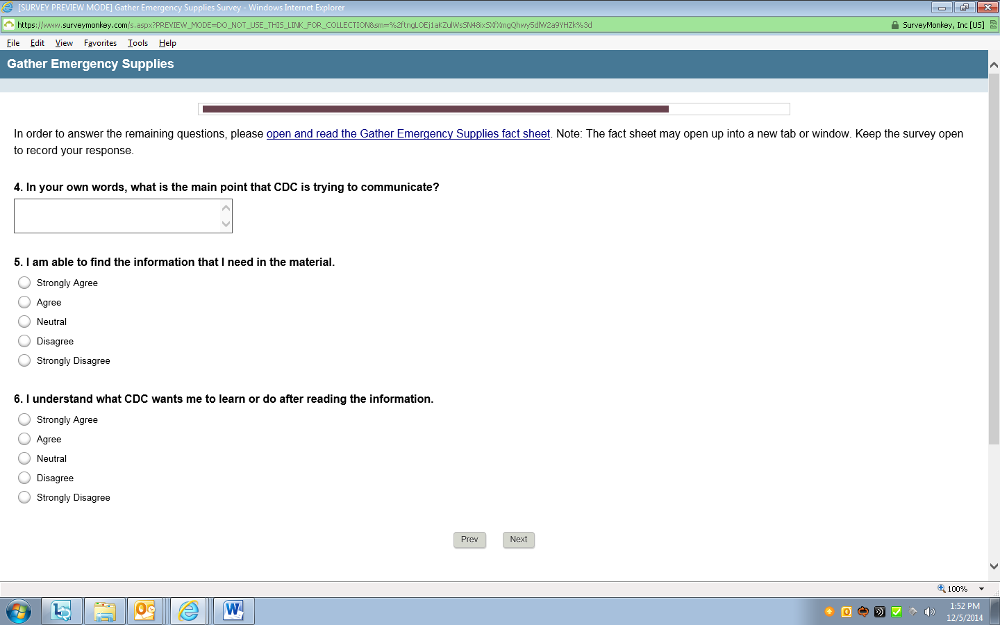 [SURVEY PREVIEW MODE] Gather Emergency Supplies Survey - Windows Internet Explorer
https://www.surveymonkey.com/s.aspx?PREVIEW_MODE=DO_NOT_USE_THIS_LINK_FOR_COLLECTION&sm=%2ftngLOEj1aKZulWsSN48ixSXfXmgQhwy5dlW2a9YHZk%3d
SurveyMonkey, Inc [US]
File Edit View Favorites Tools Help
Gather Emergency Supplies
In order to answer the remaining questions, please open and read the Gather Emergency Supplies fact sheet. Note: The fact sheet may open up into a new tab or window. Keep the survey open
to record your response.
4. In your own words, what is the main point that CDC is trying to communicate?
5. I am able to find the information that I need in the material.
Strongly Agree
Agree
Neutral
Disagree
Strongly Disagree
6. I understand what CDC wants me to learn or do after reading the information.
Strongly Agree
Agree
Neutral
Disagree
Strongly Disagree
Prev Next
100%
1:52 PM
12/5/2014